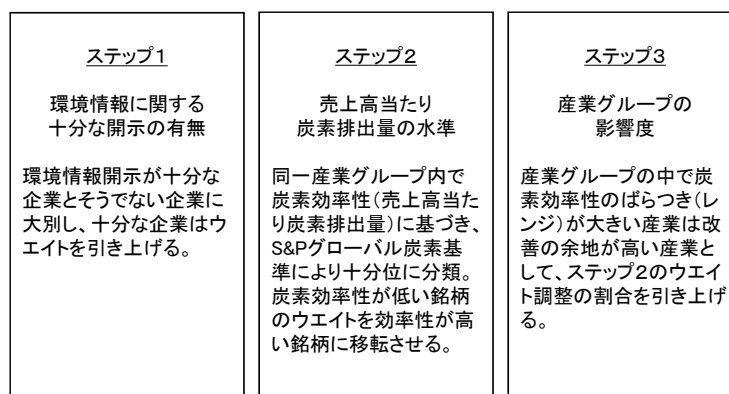 ステップ1
環境情報に関する
十分な開示の有無
環境情報開示が十分な
企業とそうでない企業に
大別し、十分な企業はウ
エイトを引き上げる。
ステップ2
売上高当たり
炭素排出量の水準
同一産業グループ内で
炭素効率性(売上高当た
り炭素排出量)に基づき、
S&Pグローバル炭素基
準により十分位に分類。
炭素効率性が低い銘柄
のウエイトを効率性が高
い銘柄に移転させる。
ステップ3
産業グループの
影響度
産業グループの中で炭
素効率性のばらつき(レ
ンジ)が大きい産業は改
善の余地が高い産業と
して、ステップ2のウエイ
ト調整の割合を引き上げ
る。